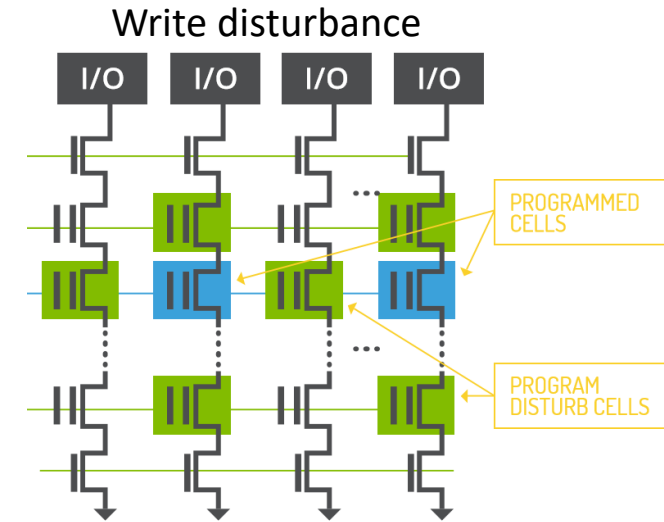 Write disturbance
I/O I/O I/O I/O
...
PROGRAMMED
CELLS
...
PROGRAM
DISTURB CELLS